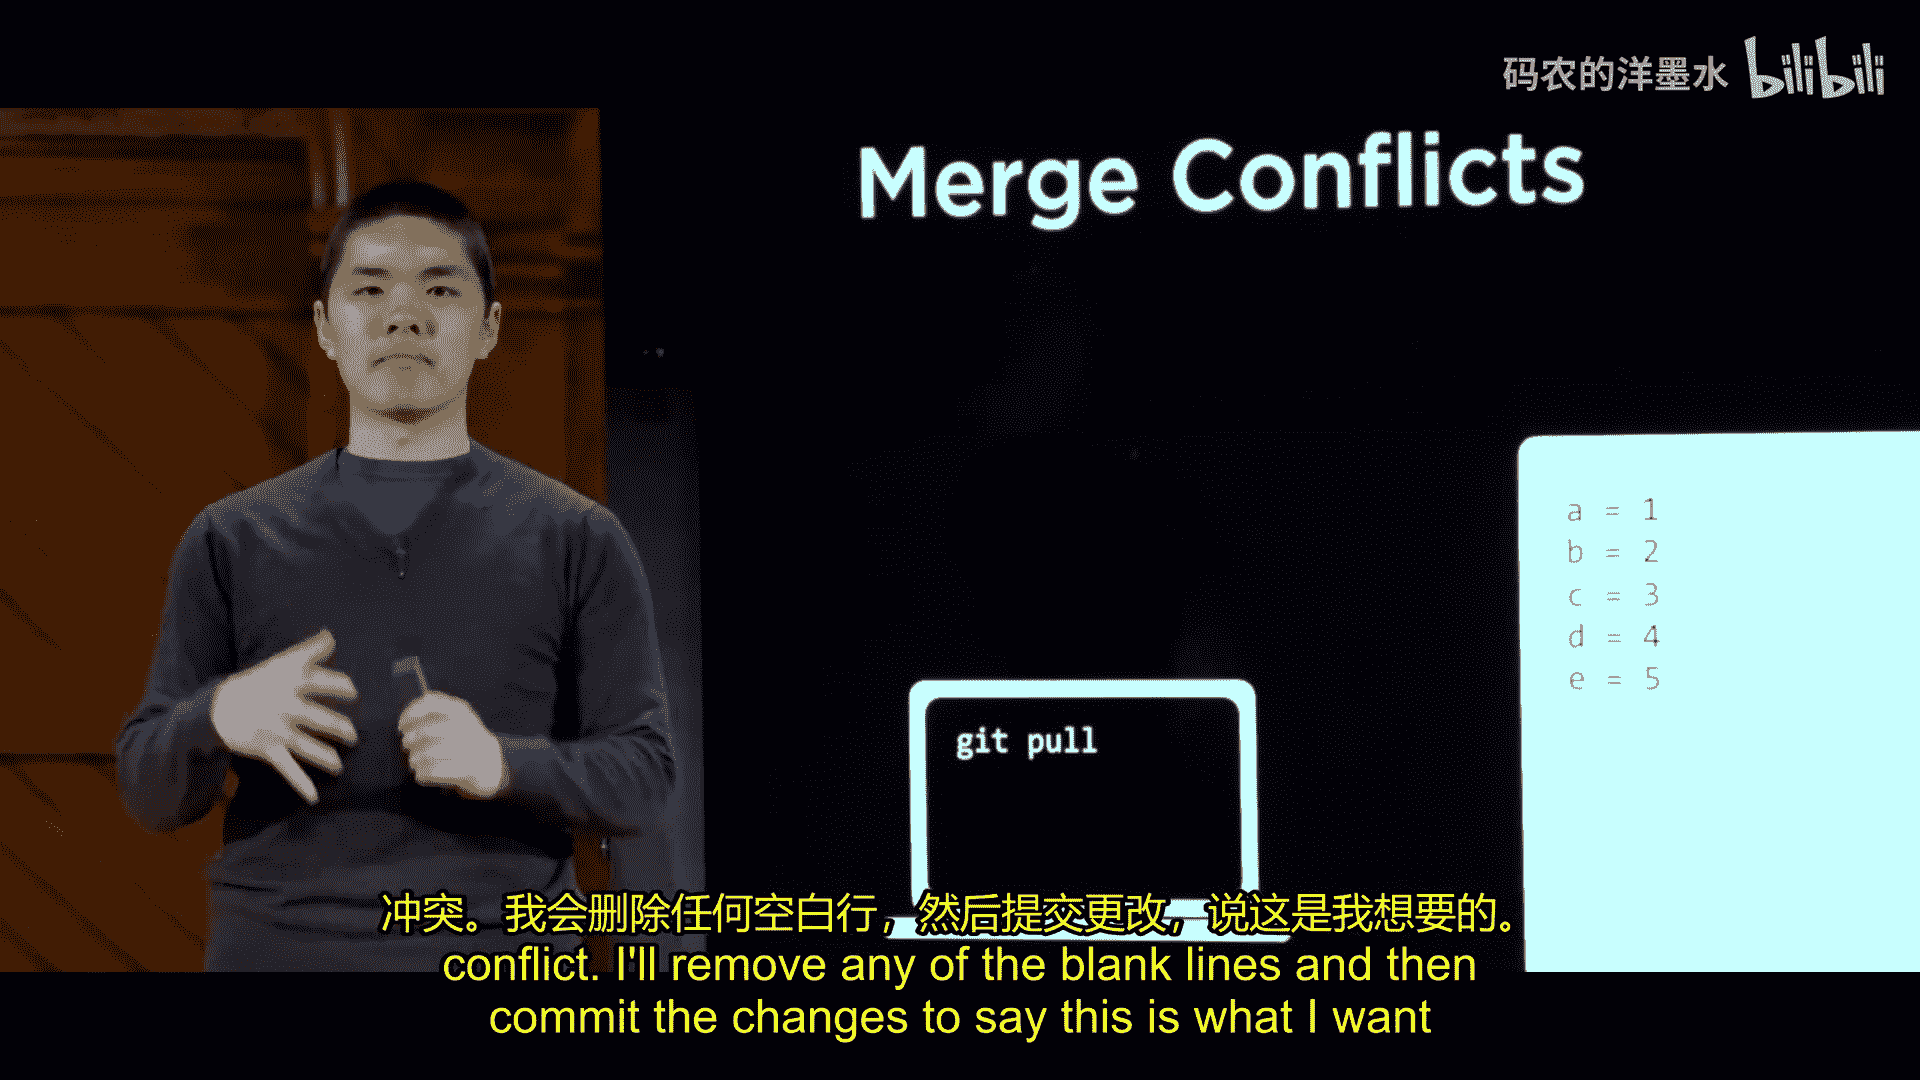 码农的洋墨水 bilibili
Merge Conflicts
a = 1
b = 2
c = 3
d = 4
e = 5
git pull
冲突。我会删除任何空白行，然后提交更改，说这是我想要的。
conflict. I'll remove any of the blank lines and then
commit the changes to say this is what I want